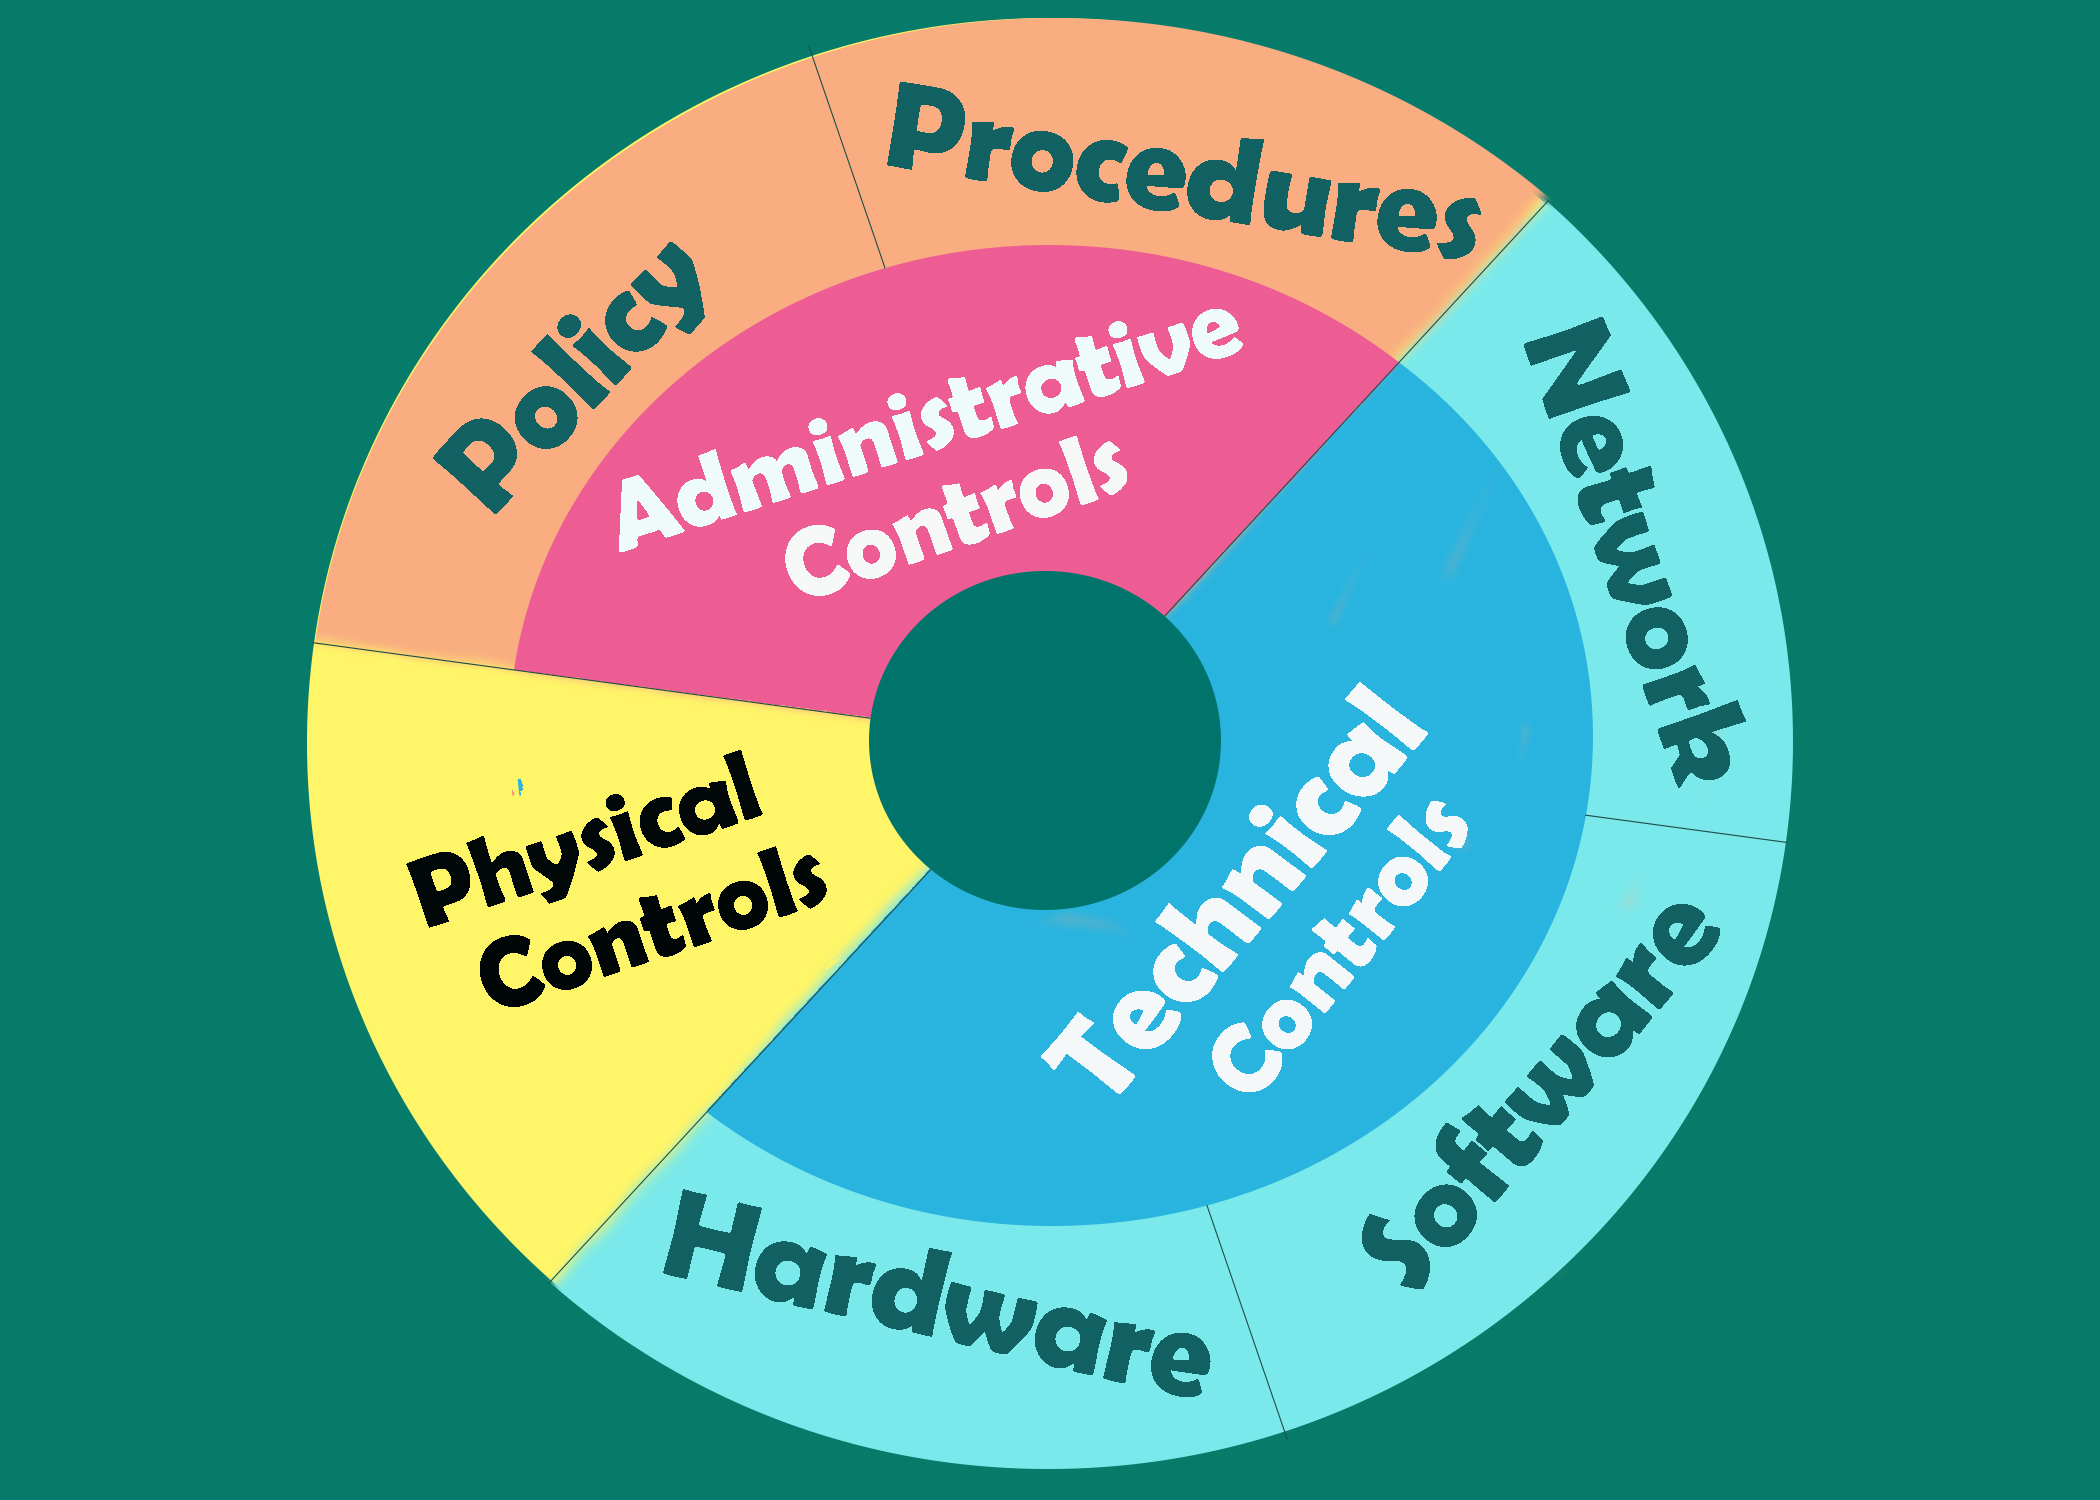 Procedures
Policy
Administrative
Controls
Network
Technical
Controls
Physical
Controls
Software
Hardware